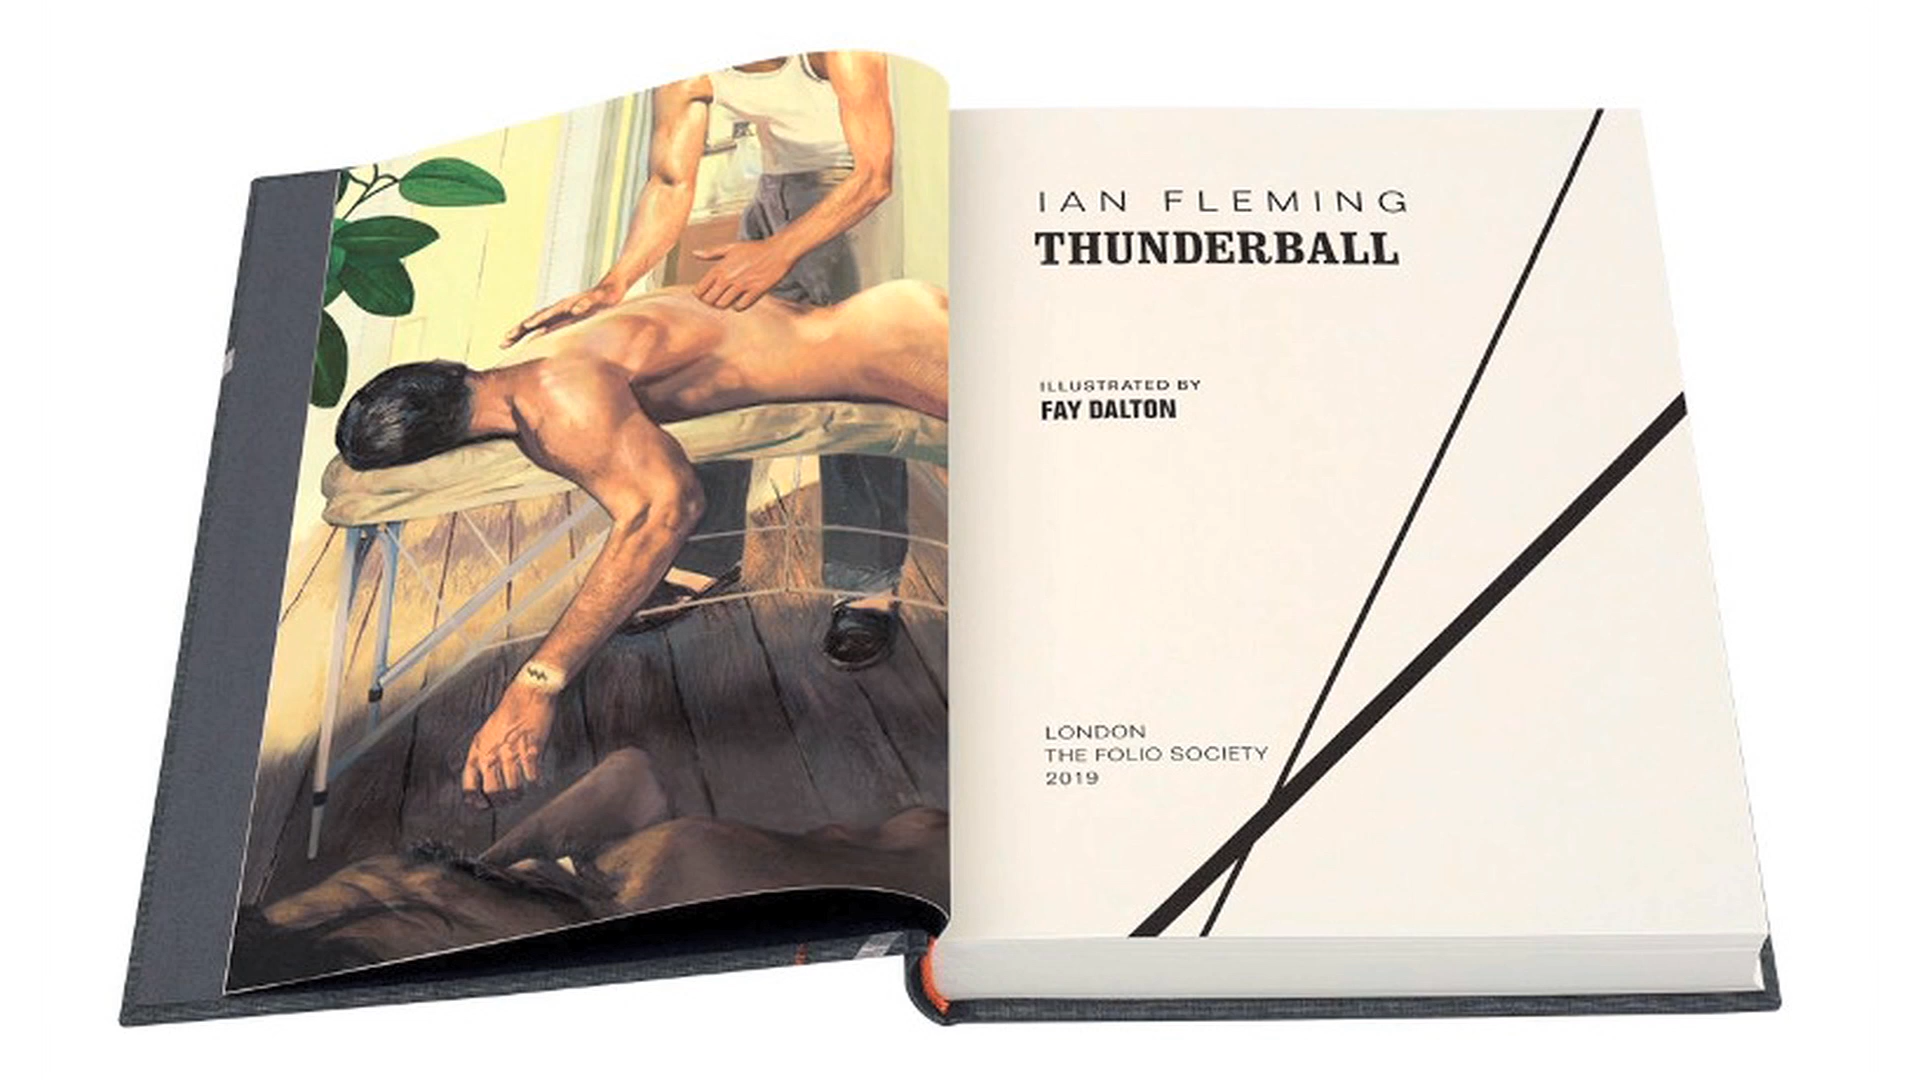 IAN FLEMING
THUNDERBALL
ILLUSTRATED BY
FAY DALTON
LONDON
THE FOLIO SOCIETY
2019